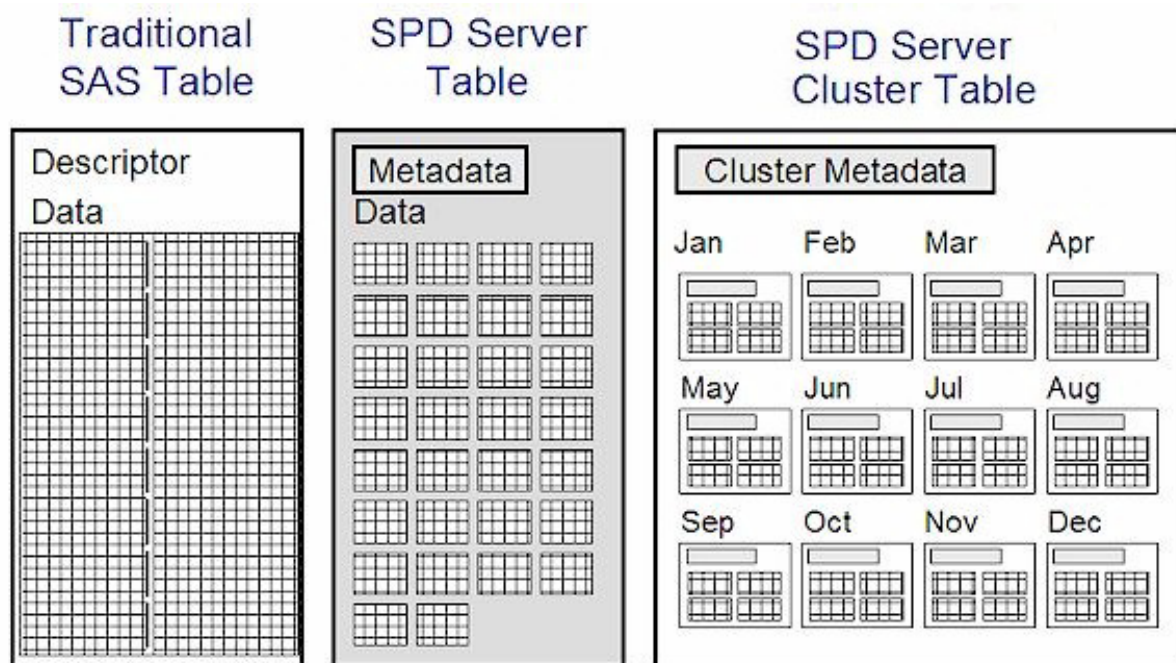 Traditional
SAS Table
SPD Server
Table
SPD Server
Cluster Table
Descriptor
Data
Metadata
Data
Cluster Metadata
Jan Feb Mar Apr
May Jun Jul Aug
Sep Oct Nov Dec